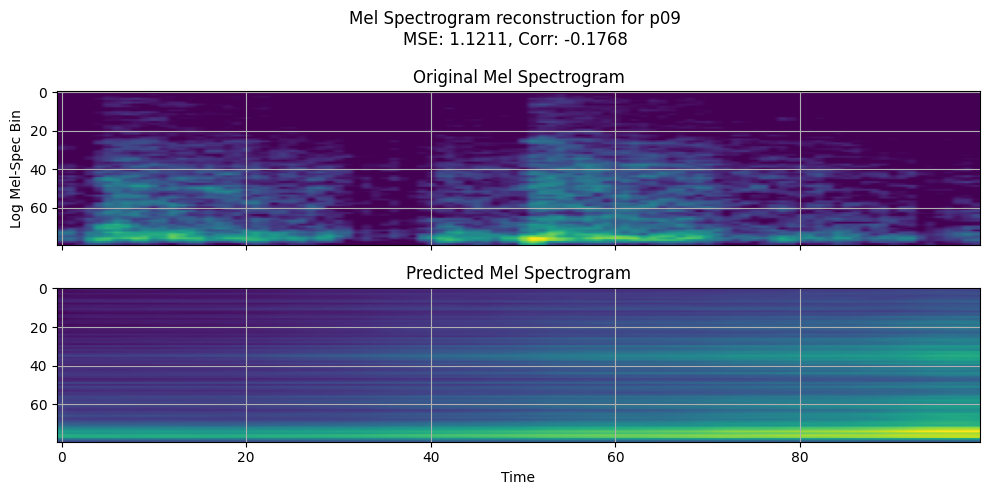 Mel Spectrogram reconstruction for p09
MSE: 1.1211, Corr: -0.1768
Original Mel Spectrogram
Log Mel-Spec Bin
0
20
40
60
Predicted Mel Spectrogram
0
20
40
60
0 20 40 60 80
Time